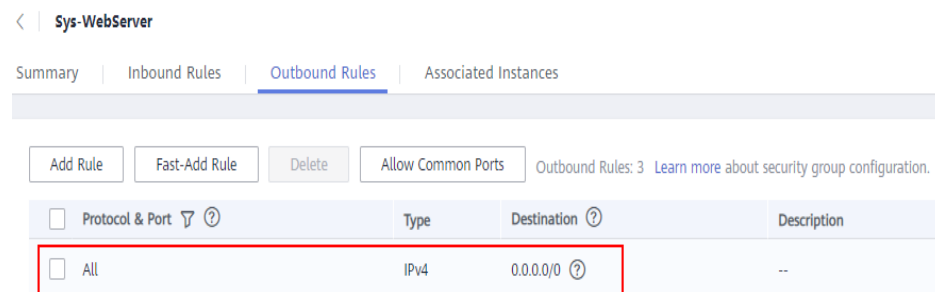 Sys-WebServer
Summary Inbound Rules Outbound Rules Associated Instances
Add Rule Fast-Add Rule Delete Allow Common Ports Outbound Rules: 3 Learn more about security group configuration.
Protocol & Port ? Type Destination ? Description
All IPv4 0.0.0.0/0 ? --